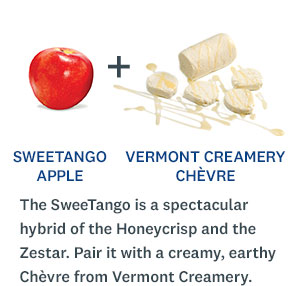 +
SWEETANGO APPLE
VERMONT CREAMERY CHÈVRE
The SweeTango is a spectacular
hybrid of the Honeycrisp and the
Zestar. Pair it with a creamy, earthy
Chèvre from Vermont Creamery.